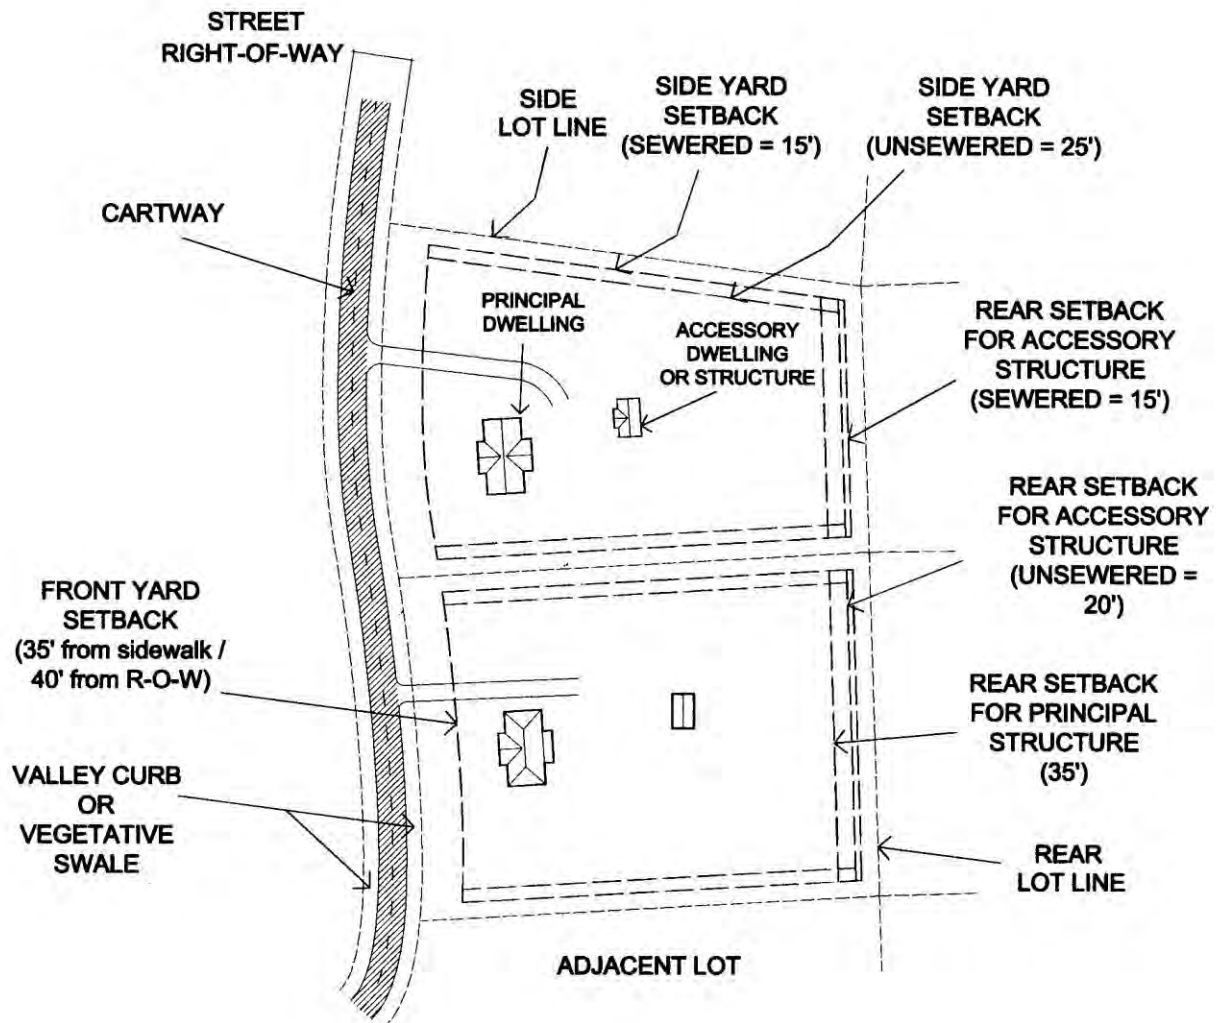 STREET
RIGHT-OF-WAY
SIDE
LOT LINE
SIDE YARD
SETBACK
(SEWERED = 15')
SIDE YARD
SETBACK
(UNSEWERED = 25')
CARTWAY
PRINCIPAL
DWELLING
ACCESSORY
DWELLING
OR STRUCTURE
REAR SETBACK
FOR ACCESSORY
STRUCTURE
(SEWERED = 15')
REAR SETBACK
FOR ACCESSORY
STRUCTURE
(UNSEWERED =
20')
FRONT YARD
SETBACK
(35' from sidewalk /
40' from R-O-W)
REAR SETBACK
FOR PRINCIPAL
STRUCTURE
(35')
VALLEY CURB
OR
VEGETATIVE
SWALE
REAR
LOT LINE
ADJACENT LOT